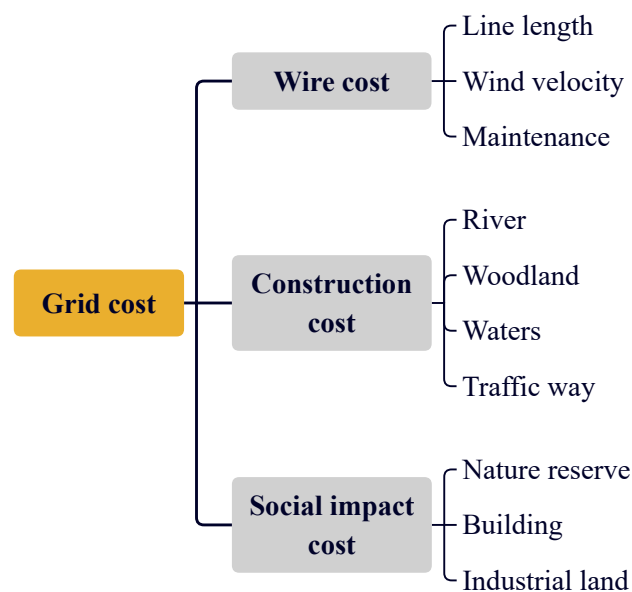 Grid cost
Wire cost
Line length
Wind velocity
Maintenance
Construction
cost
River
Woodland
Waters
Traffic way
Social impact
cost
Nature reserve
Building
Industrial land